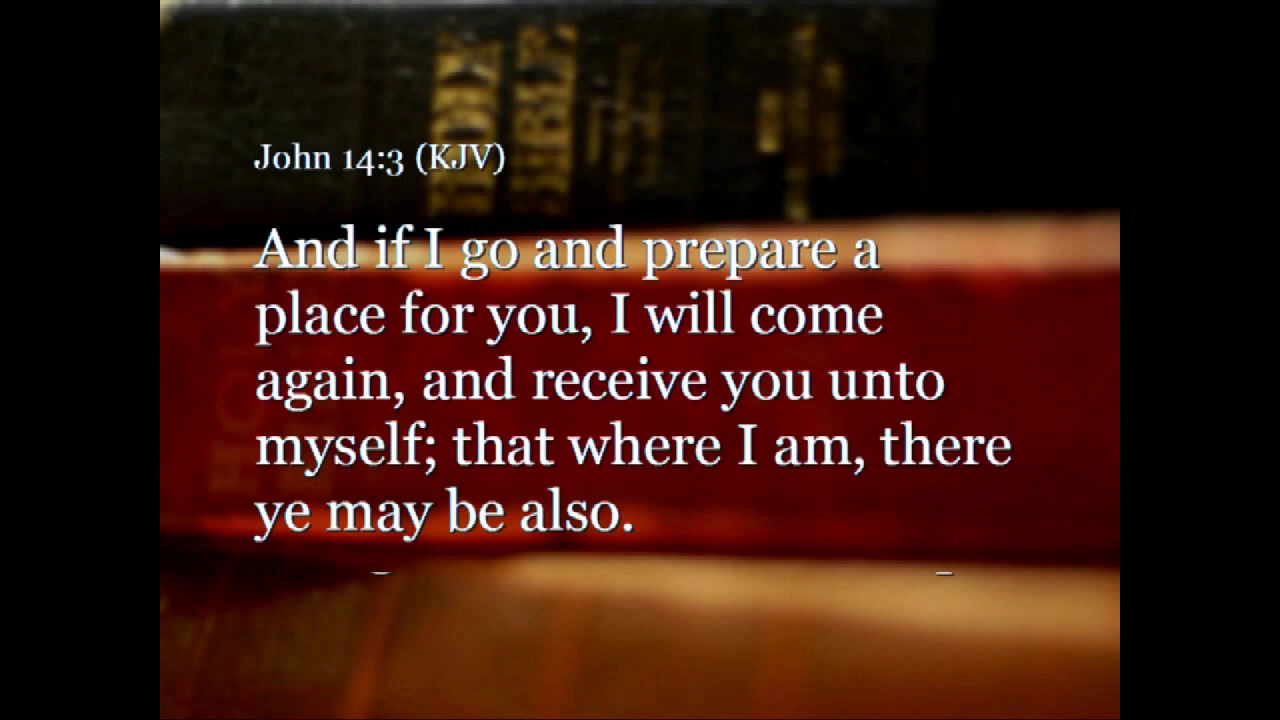 John 14:3 (KJV)
And if I go and prepare a
place for you, I will come
again, and receive you unto
myself; that where I am, there
ye may be also.